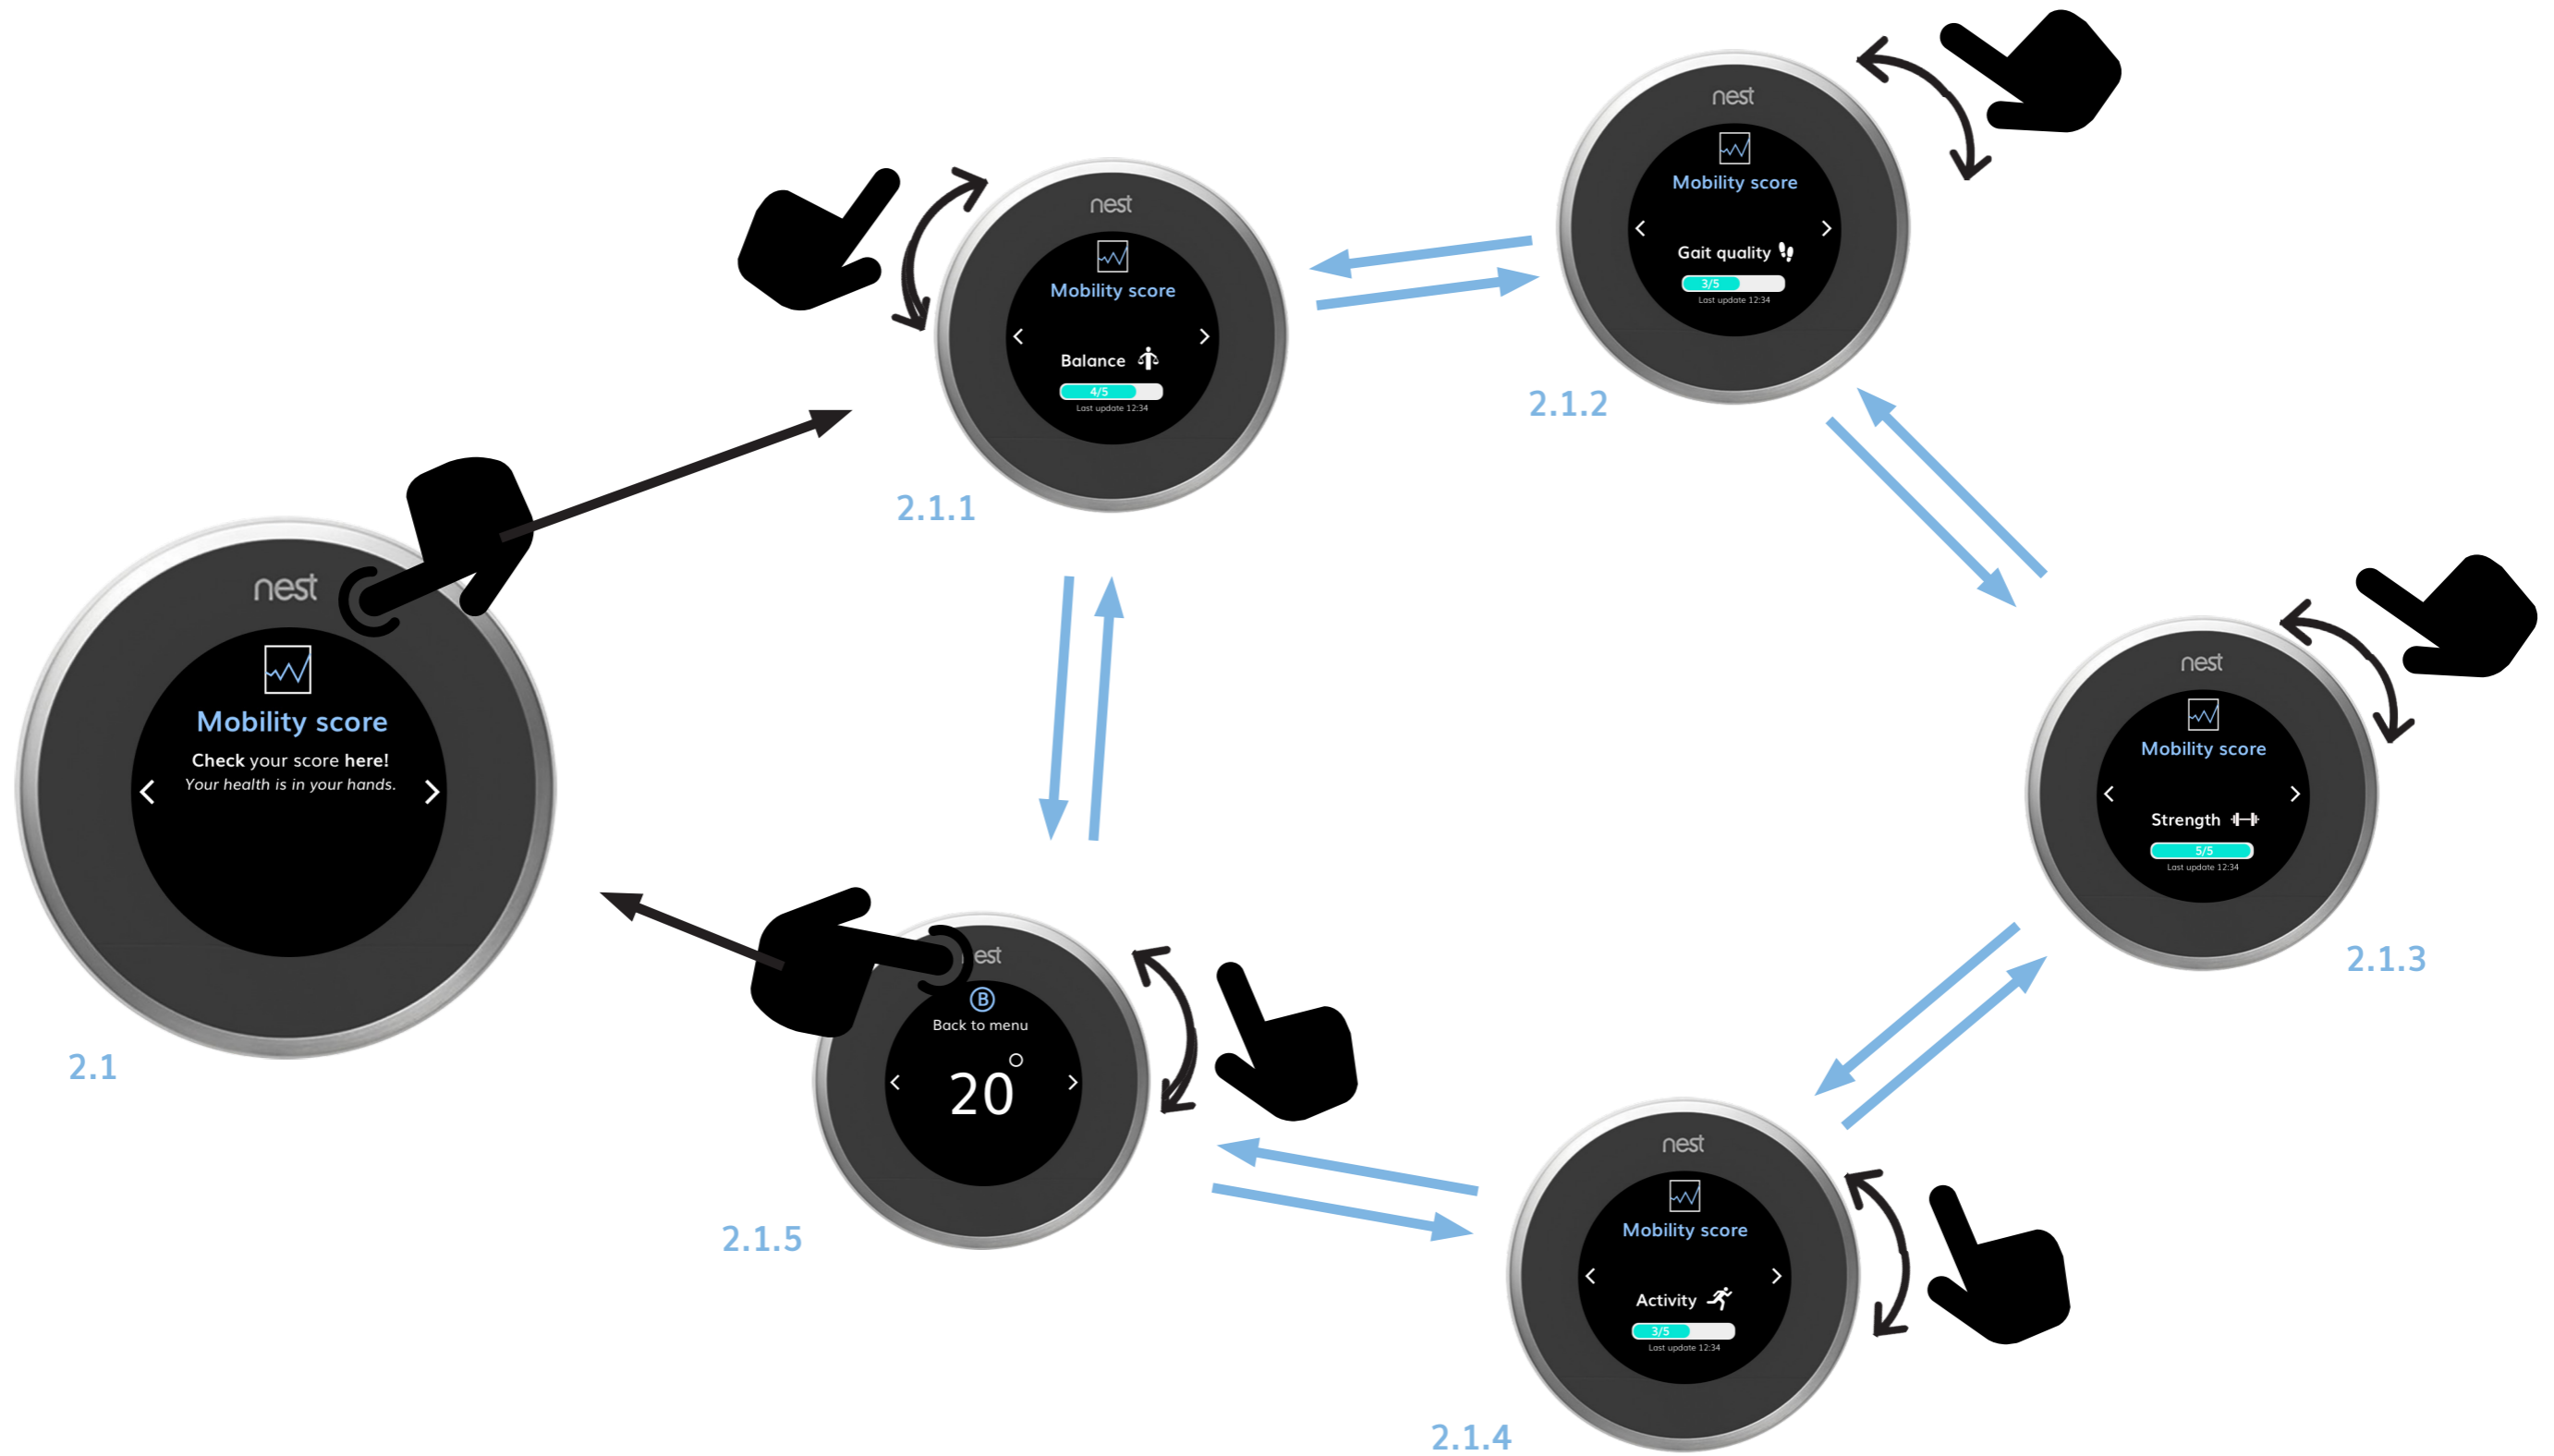 nest
Mobility score
Gait quality
3/5
Last update 12:34
2.1.2
nest
Mobility score
Balance
4/5
Last update 12:34
2.1.1
nest
Mobility score
Check your score here!
Your health is in your hands.
2.1
nest
Mobility score
Strength
5/5
Last update 12:34
2.1.3
est
B
Back to menu
20°
2.1.5
nest
Mobility score
Activity
3/5
Last update 12:34
2.1.4